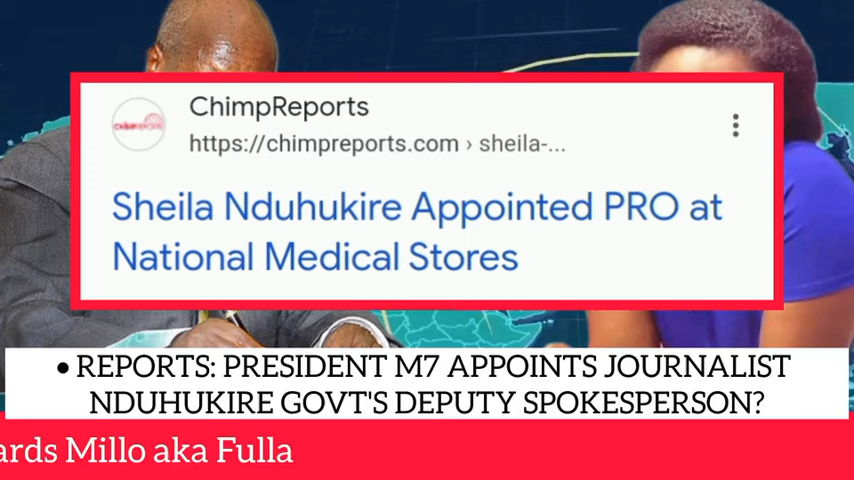 ChimpReports
https://chimpreports.com › sheila-...
Sheila Nduhukire Appointed PRO at
National Medical Stores
• REPORTS: PRESIDENT M7 APPOINTS JOURNALIST
NDUHUKIRE GOVT'S DEPUTY SPOKESPERSON?
ards Millo aka Fulla